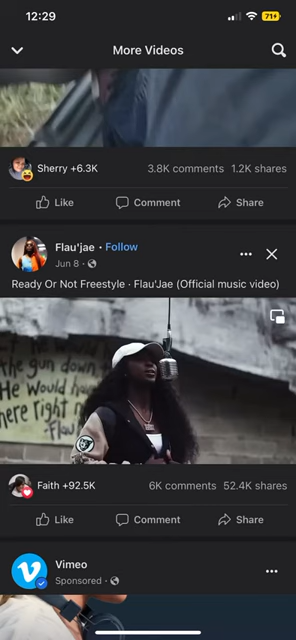 12:29
71
More Videos
Sherry +6.3K
3.8K comments 1.2K shares
Like
Comment
Share
Flau'jae · Follow
Jun 8 ·
Ready Or Not Freestyle · Flau'Jae (Official music video)
the gun down
He would ha
here right n
-Flau
Faith +92.5K
6K comments 52.4K shares
Like
Comment
Share
Vimeo
Sponsored ·